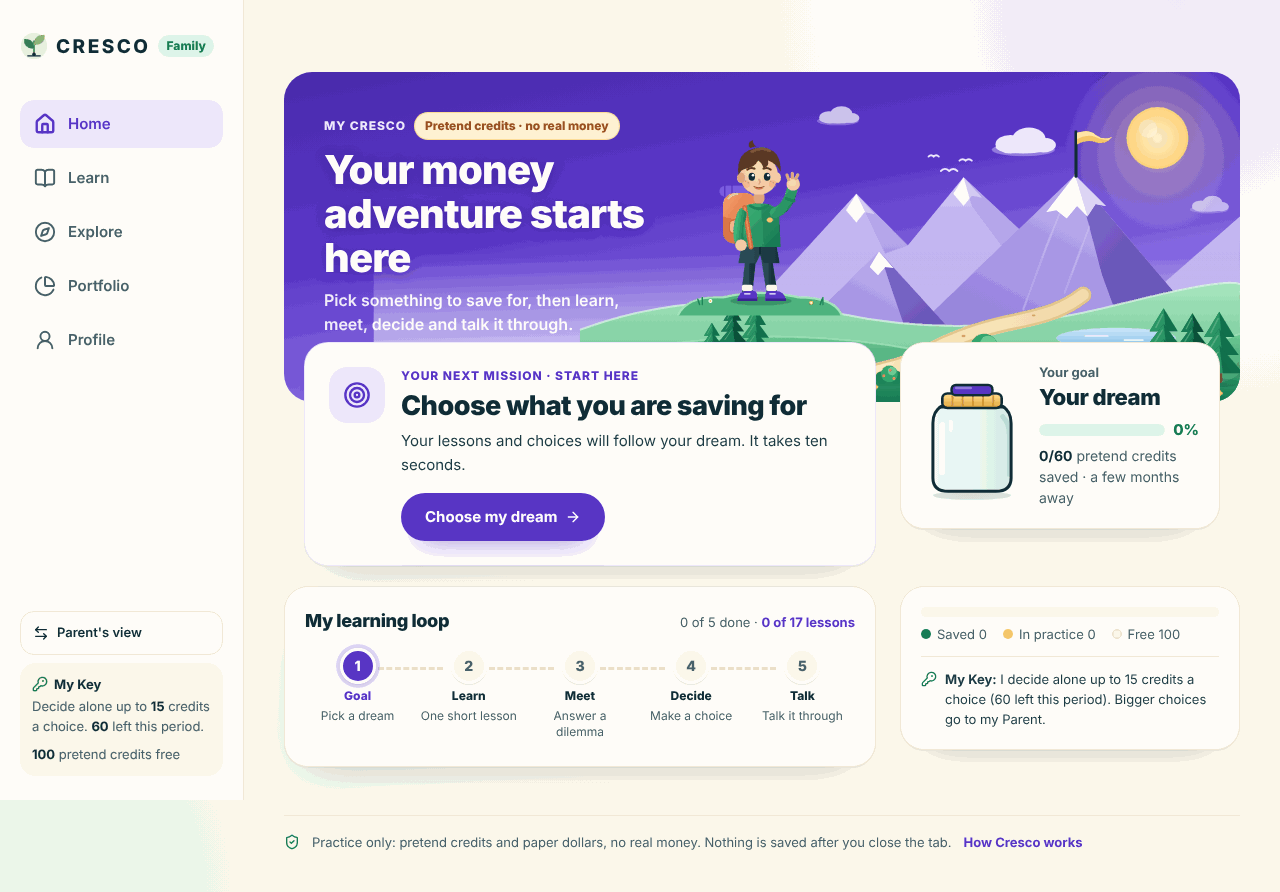 CRESCO Family
Home
Learn
Explore
Portfolio
Profile
Parent's view
My Key
Decide alone up to 15 credits
a choice. 60 left this period.
100 pretend credits free
MY CRESCO Pretend credits · no real money
Your money
adventure starts
here
Pick something to save for, then learn,
meet, decide and talk it through.
YOUR NEXT MISSION · START HERE
Choose what you are saving for
Your lessons and choices will follow your dream. It takes ten
seconds.
Choose my dream →
Your goal
Your dream
0%
0/60 pretend credits
saved · a few months
away
My learning loop
0 of 5 done · 0 of 17 lessons
1
Goal
Pick a dream
2
Learn
One short lesson
3
Meet
Answer a
dilemma
4
Decide
Make a choice
5
Talk
Talk it through
Saved 0 In practice 0 Free 100
My Key: I decide alone up to 15 credits a
choice (60 left this period). Bigger choices
go to my Parent.
Practice only: pretend credits and paper dollars, no real money. Nothing is saved after you close the tab. How Cresco works